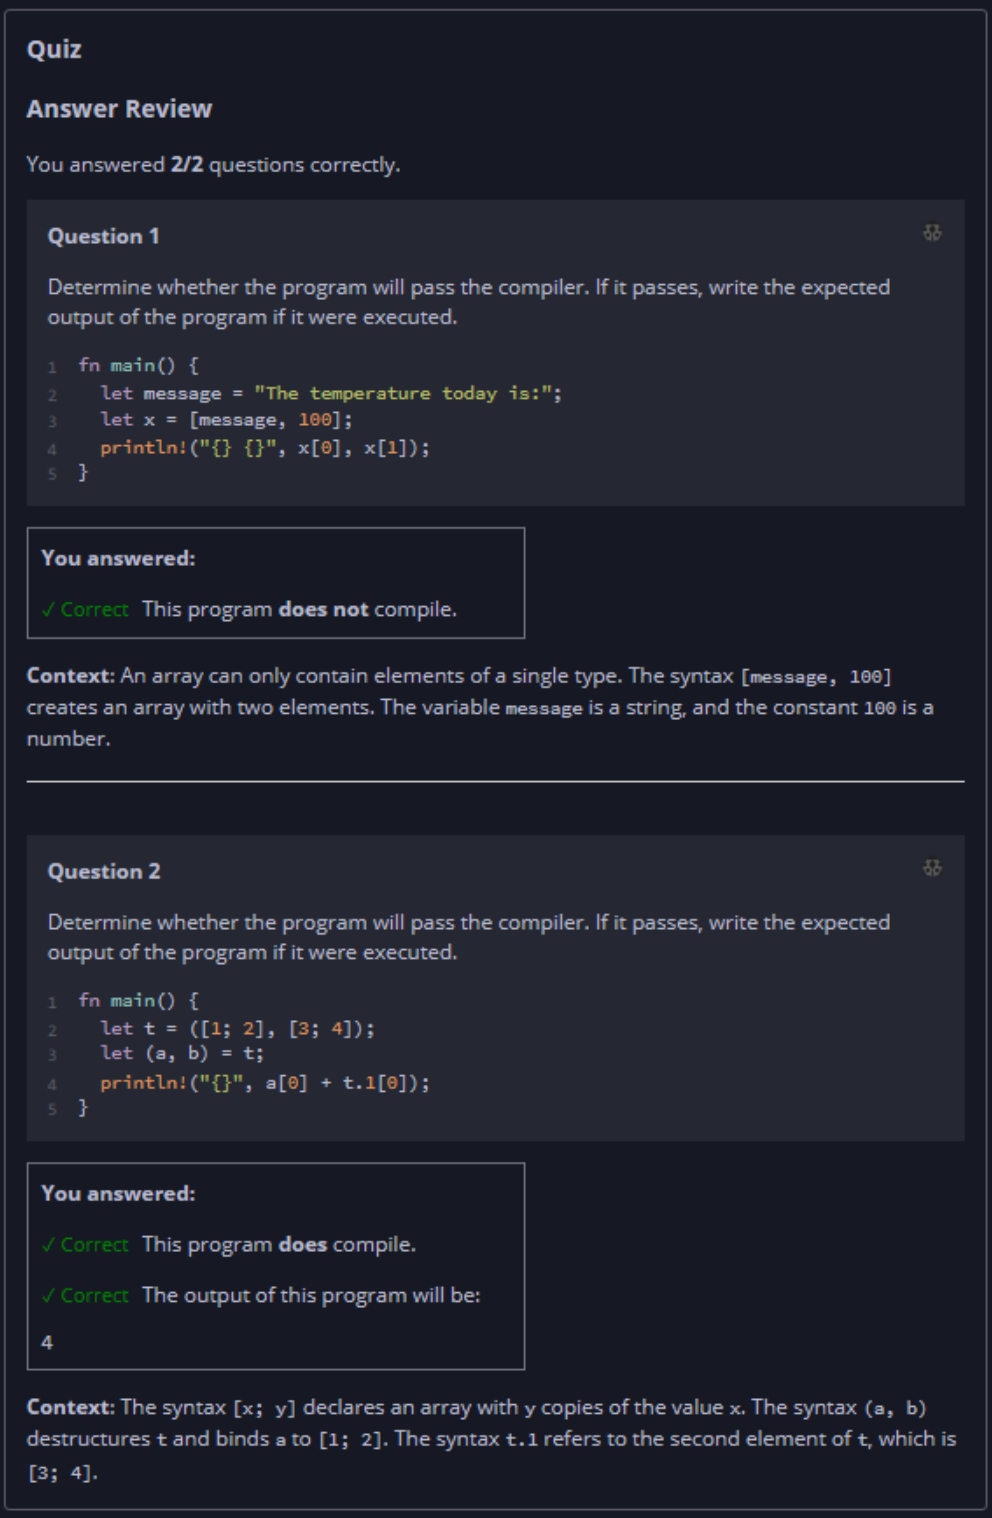 Quiz
Answer Review
You answered 2/2 questions correctly.
Question 1
Determine whether the program will pass the compiler. If it passes, write the expected
output of the program if it were executed.
1 fn main() {
2   let message = "The temperature today is:";
3   let x = [message, 100];
4   println!("{} {}", x[0], x[1]);
5 }
You answered:
✓ Correct This program does not compile.
Context: An array can only contain elements of a single type. The syntax [message, 100]
creates an array with two elements. The variable message is a string, and the constant 100 is a
number.
Question 2
Determine whether the program will pass the compiler. If it passes, write the expected
output of the program if it were executed.
1 fn main() {
2   let t = ([1; 2], [3; 4]);
3   let (a, b) = t;
4   println!("{}", a[0] + t.1[0]);
5 }
You answered:
✓ Correct This program does compile.
✓ Correct The output of this program will be:
4
Context: The syntax [x; y] declares an array with y copies of the value x. The syntax (a, b)
destructures t and binds a to [1; 2]. The syntax t.1 refers to the second element of t, which is
[3; 4].